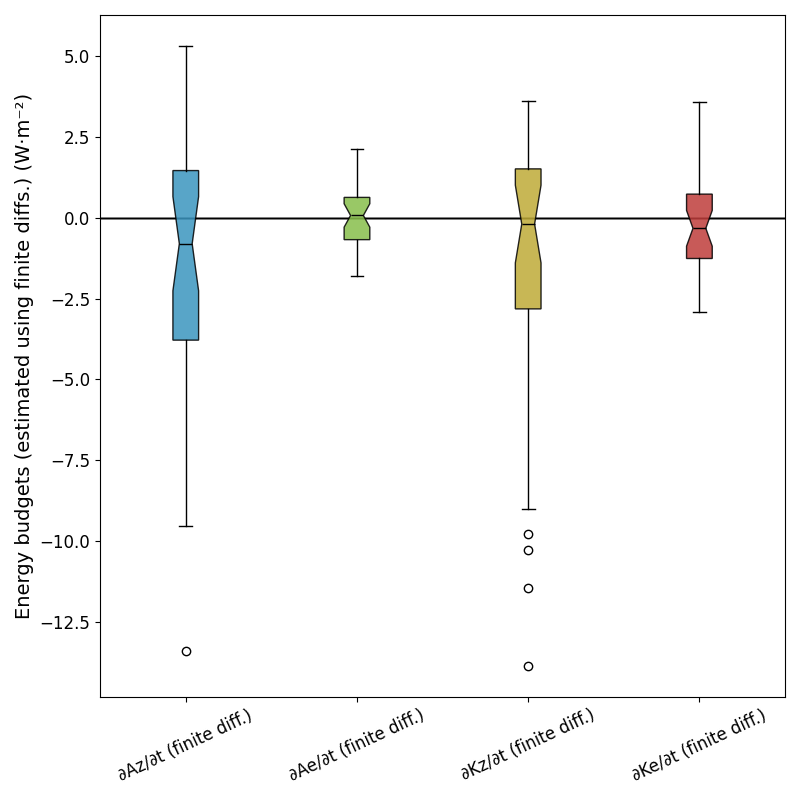 Energy budgets (estimated using finite diffs.) (W·m⁻²)
5.0
2.5
0.0
−2.5
−5.0
−7.5
−10.0
−12.5
∂Az/∂t (finite diff.)
∂Ae/∂t (finite diff.)
∂Kz/∂t (finite diff.)
∂Ke/∂t (finite diff.)